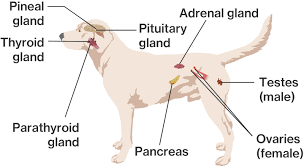 Pineal
gland
Pituitary
gland
Adrenal gland
Thyroid
gland
Testes
(male)
Parathyroid
gland
Pancreas
Ovaries
(female)